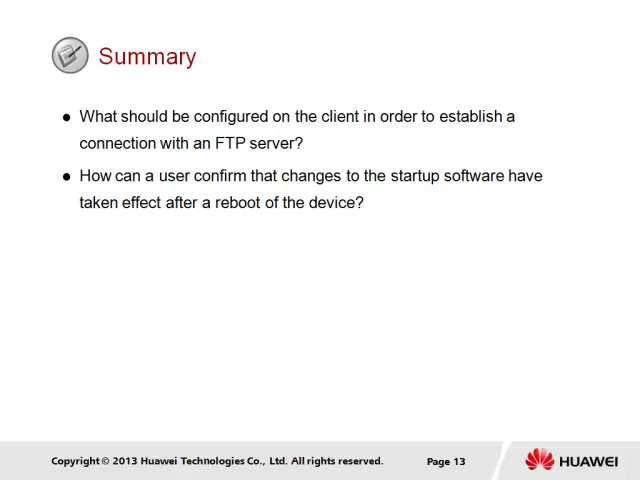 Summary
● What should be configured on the client in order to establish a
connection with an FTP server?
● How can a user confirm that changes to the startup software have
taken effect after a reboot of the device?
Copyright © 2013 Huawei Technologies Co., Ltd. All rights reserved.
Page 13
HUAWEI